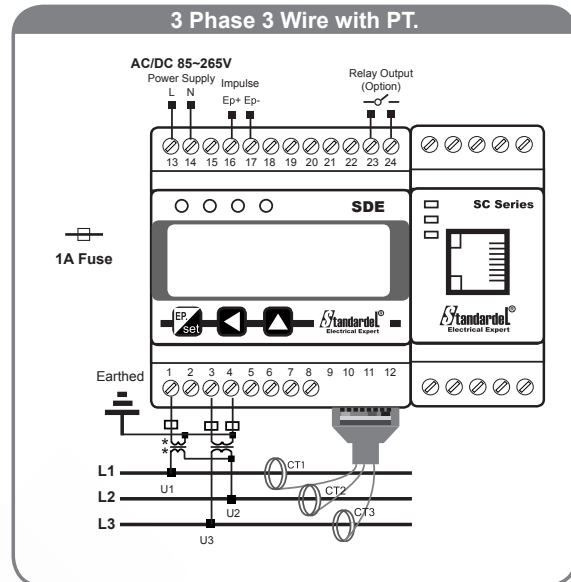 3 Phase 3 Wire with PT.
AC/DC 85~265V
Power Supply
L N
Impulse
Ep+ Ep-
Relay Output
(Option)
13 14 15 16 17 18 19 20 21 22 23 24
SDE
SC Series
1A Fuse
EP. set
Standardel®
Electrical Expert
Standardel®
Electrical Expert
Earthed
1 2 3 4 5 6 7 8 9 10 11 12
* *
L1
CT1
U1
L2
CT2
U2
L3
CT3
U3